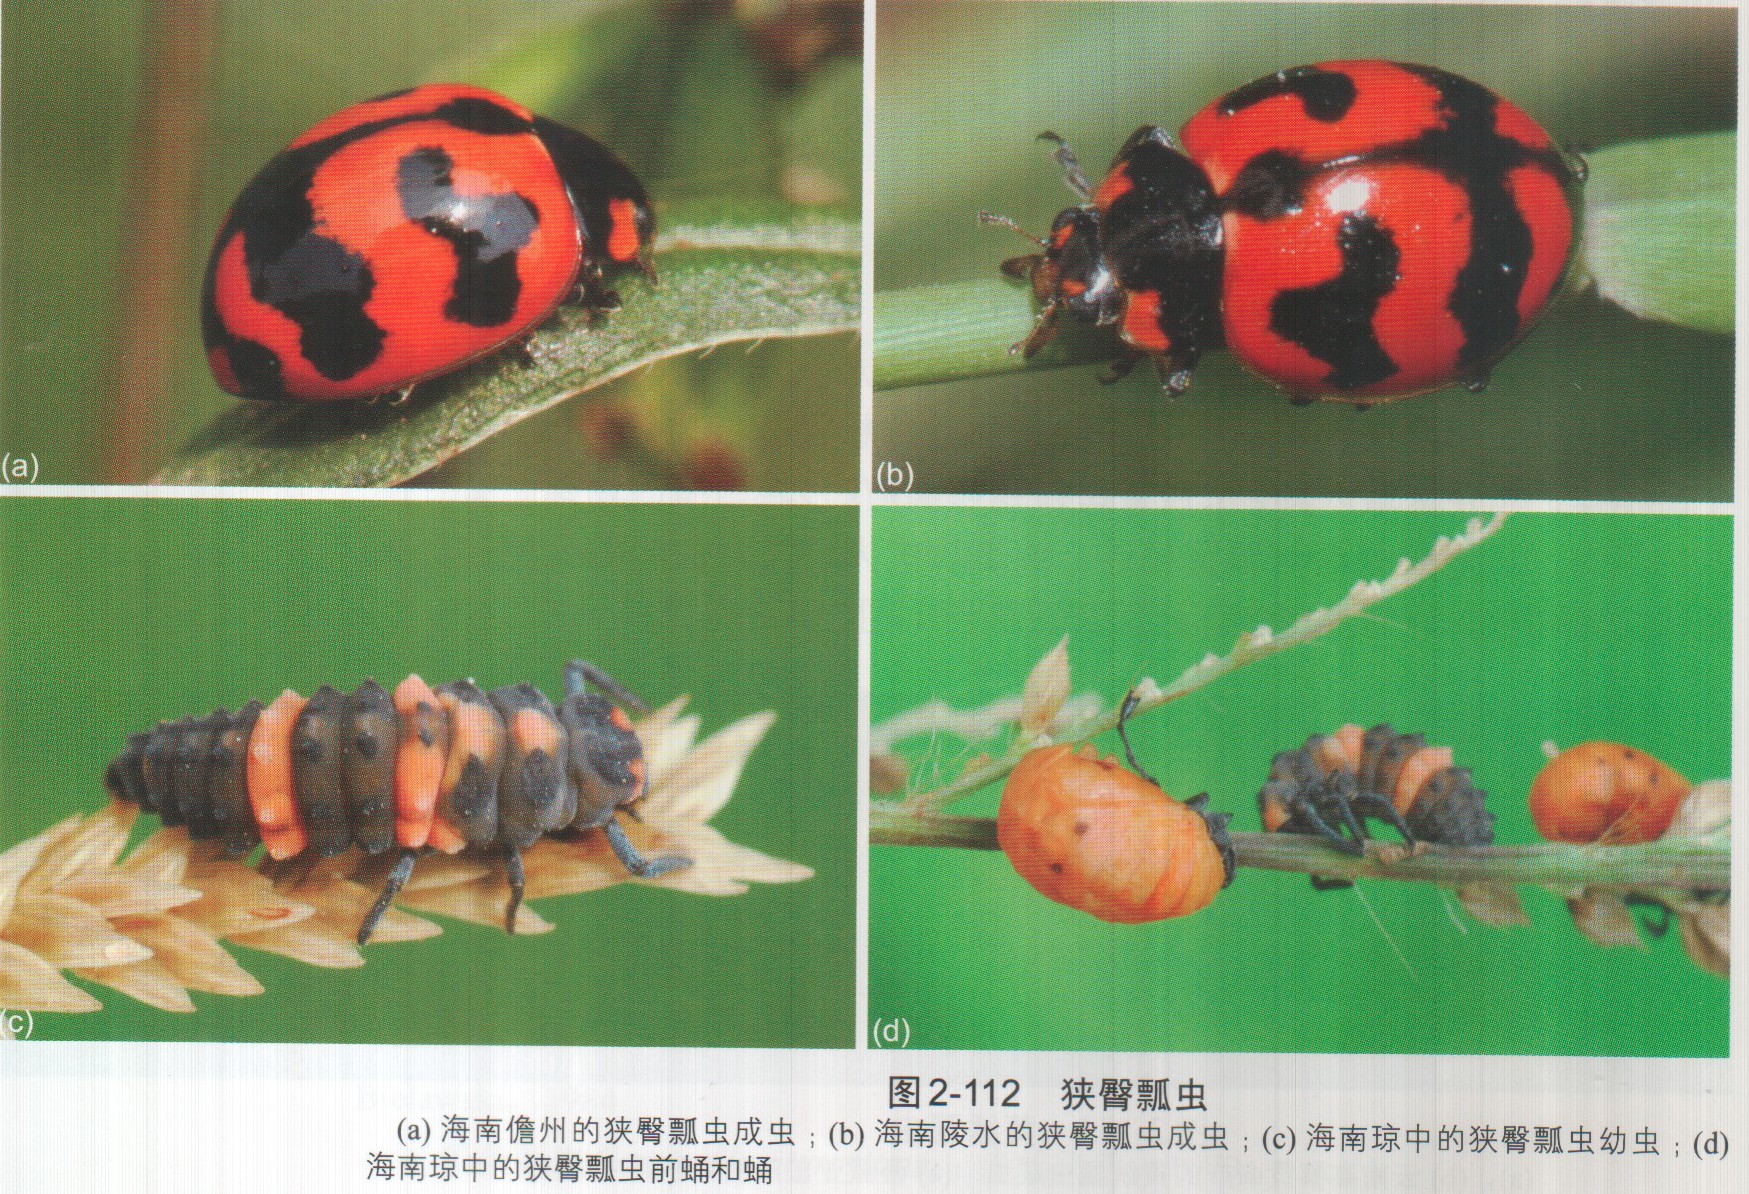 (a)
(b)
(c)
(d)
图2-112 狭臀瓢虫
(a) 海南儋州的狭臀瓢虫成虫；(b) 海南陵水的狭臀瓢虫成虫；(c) 海南琼中的狭臀瓢虫幼虫；(d)
海南琼中的狭臀瓢虫前蛹和蛹